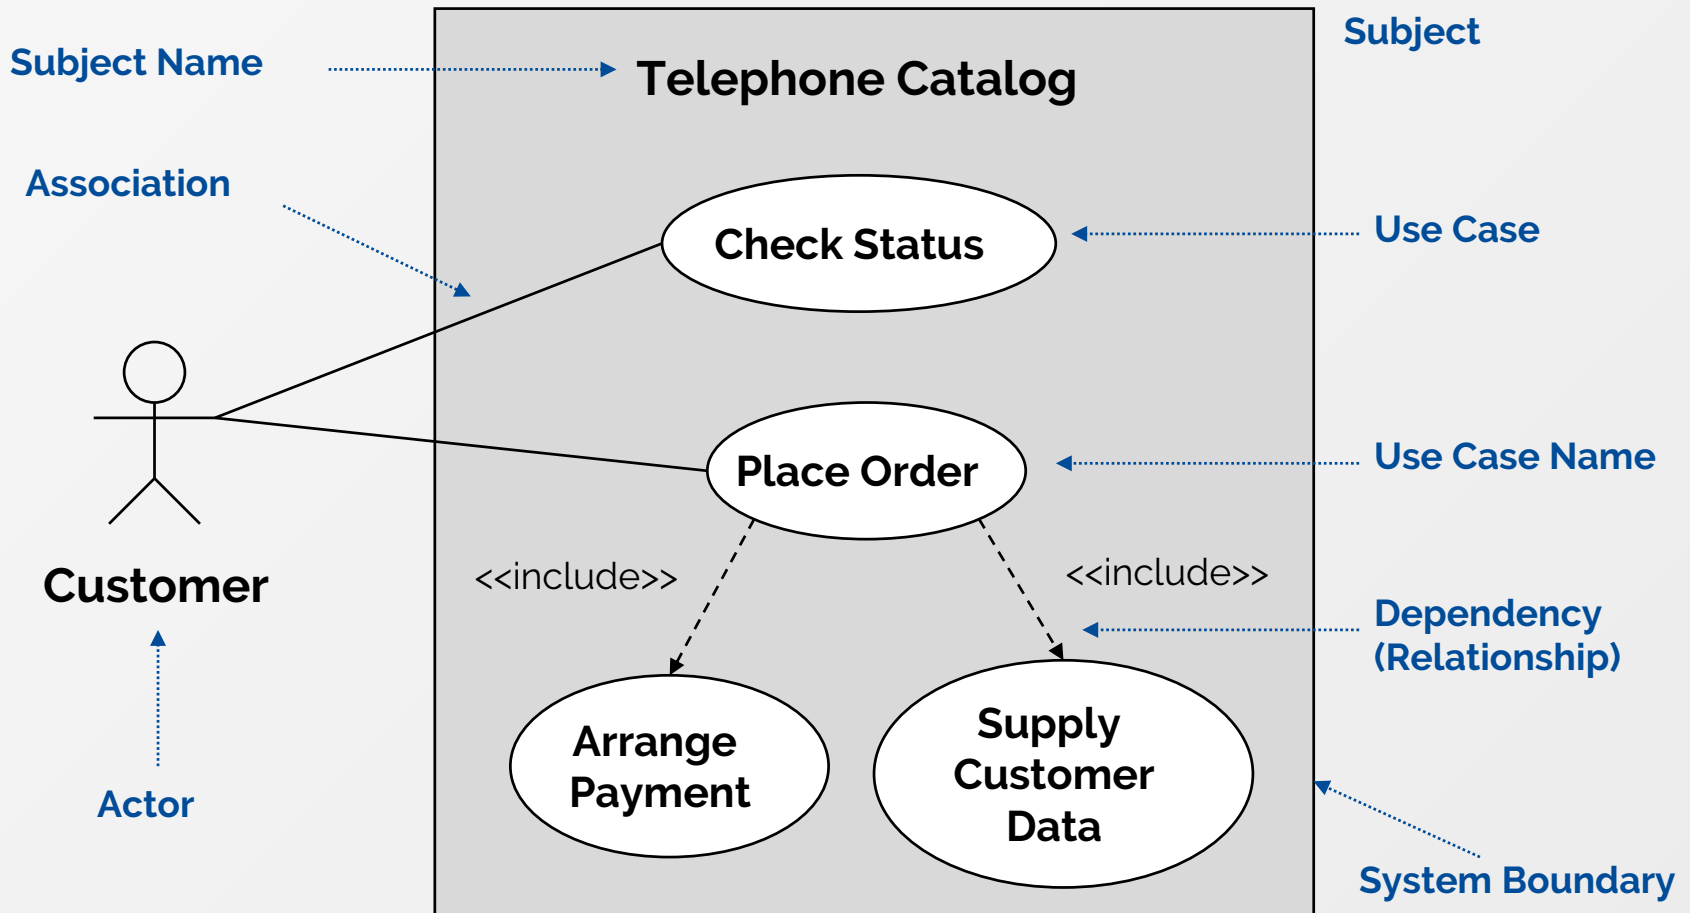 Subject
Subject Name
Telephone Catalog
Association
Check Status
Use Case
Place Order
Use Case Name
<<include>>
<<include>>
Customer
Dependency
(Relationship)
Arrange
Payment
Supply
Customer
Data
Actor
System Boundary